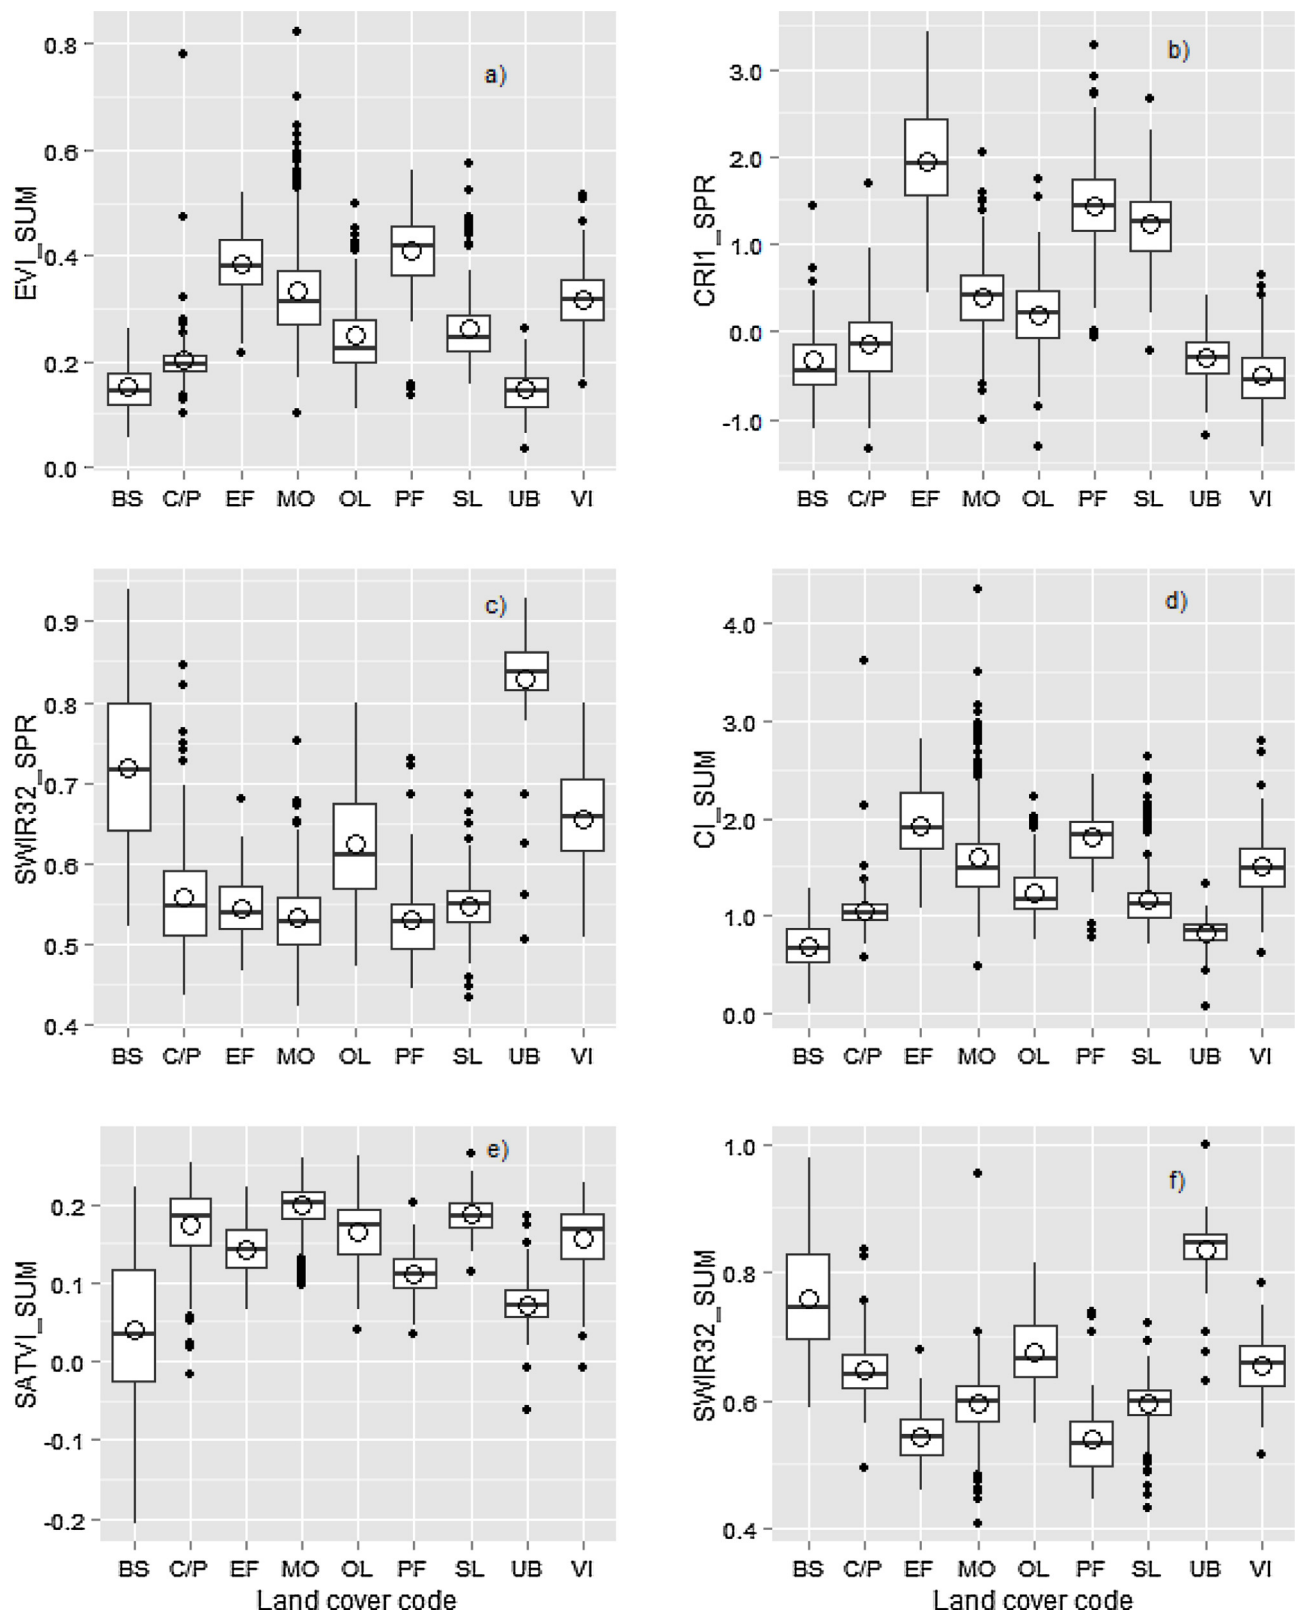 a)
EVI_SUM
0.8
0.6
0.4
0.2
0.0
BS C/P EF MO OL PF SL UB VI
b)
CRI1_SPR
3.0
2.0
1.0
0.0
-1.0
BS C/P EF MO OL PF SL UB VI
c)
SWIR32_SPR
0.9
0.8
0.7
0.6
0.5
0.4
BS C/P EF MO OL PF SL UB VI
d)
CI_SUM
4.0
3.0
2.0
1.0
0.0
BS C/P EF MO OL PF SL UB VI
e)
SATVI_SUM
0.2
0.1
0.0
-0.1
-0.2
BS C/P EF MO OL PF SL UB VI
Land cover code
f)
SWIR32_SUM
1.0
0.8
0.6
0.4
BS C/P EF MO OL PF SL UB VI
Land cover code